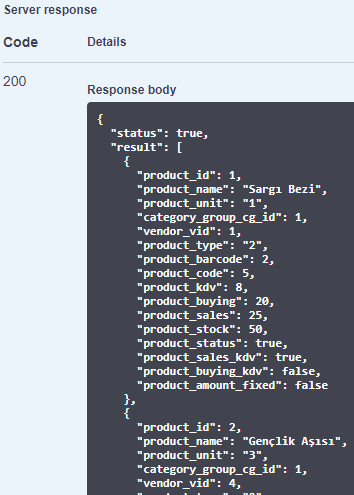 Server response
Code Details
200
Response body
{
"status": true,
"result": [
{
"product_id": 1,
"product_name": "Sargı Bezi",
"product_unit": "1",
"category_group_cg_id": 1,
"vendor_vid": 1,
"product_type": "2",
"product_barcode": 2,
"product_code": 5,
"product_kdv": 8,
"product_buying": 20,
"product_sales": 25,
"product_stock": 50,
"product_status": true,
"product_sales_kdv": true,
"product_buying_kdv": false,
"product_amount_fixed": false
},
{
"product_id": 2,
"product_name": "Gençlik Aşısı",
"product_unit": "3",
"category_group_cg_id": 1,
"vendor_vid": 4,